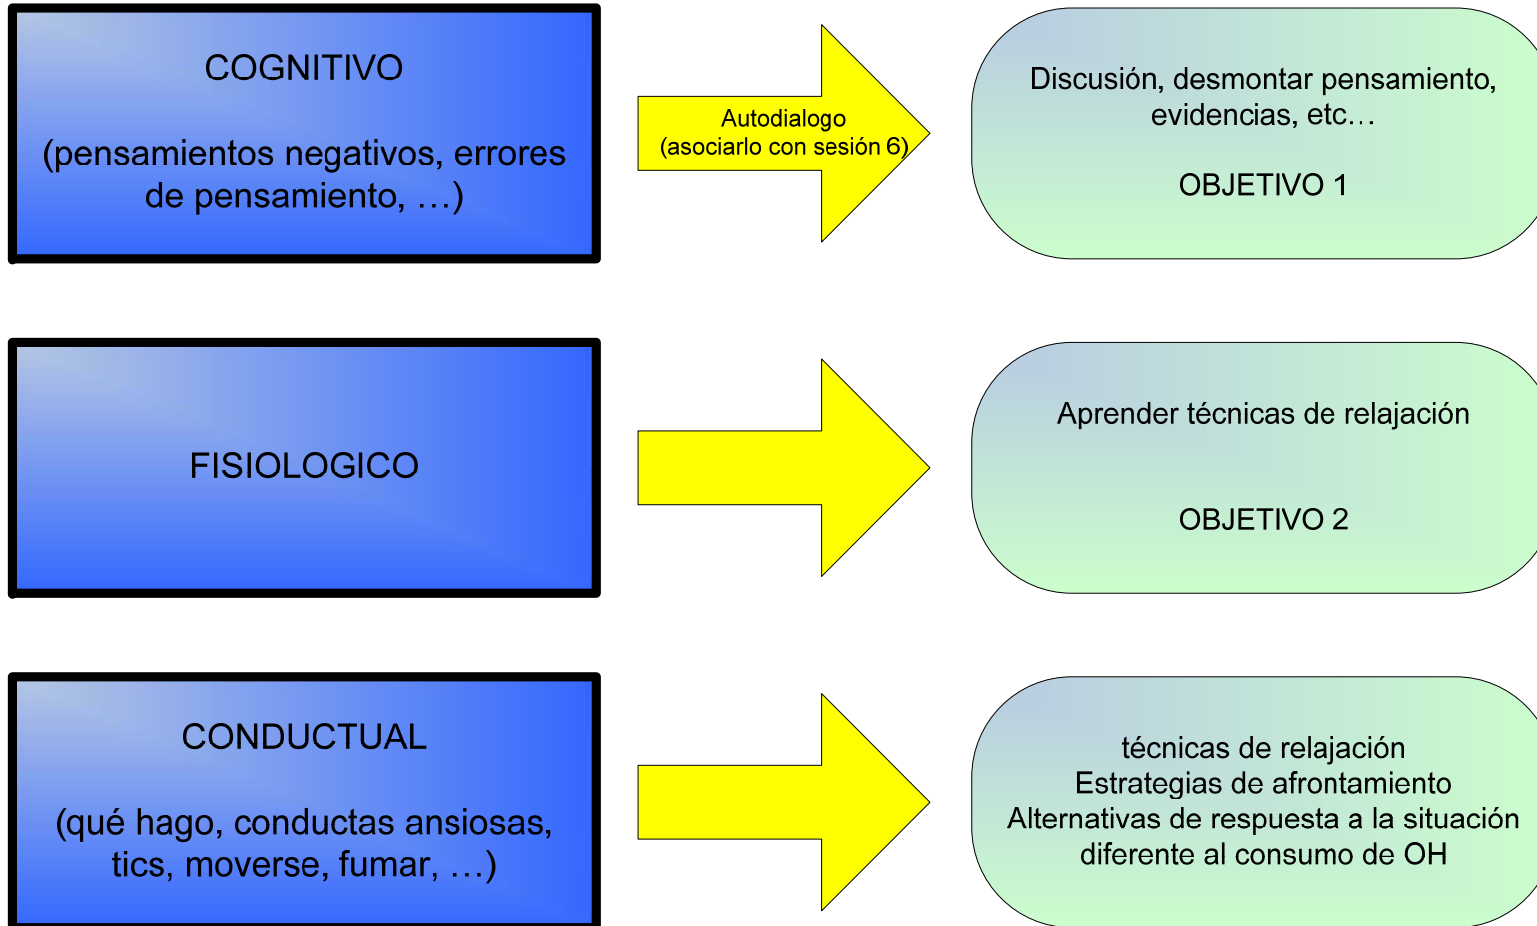 COGNITIVO
(pensamientos negativos, errores
de pensamiento, …)
Autodialogo
(asociarlo con sesión 6)
Discusión, desmontar pensamiento,
evidencias, etc…
OBJETIVO 1
FISIOLOGICO
Aprender técnicas de relajación
OBJETIVO 2
CONDUCTUAL
(qué hago, conductas ansiosas,
tics, moverse, fumar, …)
técnicas de relajación
Estrategias de afrontamiento
Alternativas de respuesta a la situación
diferente al consumo de OH